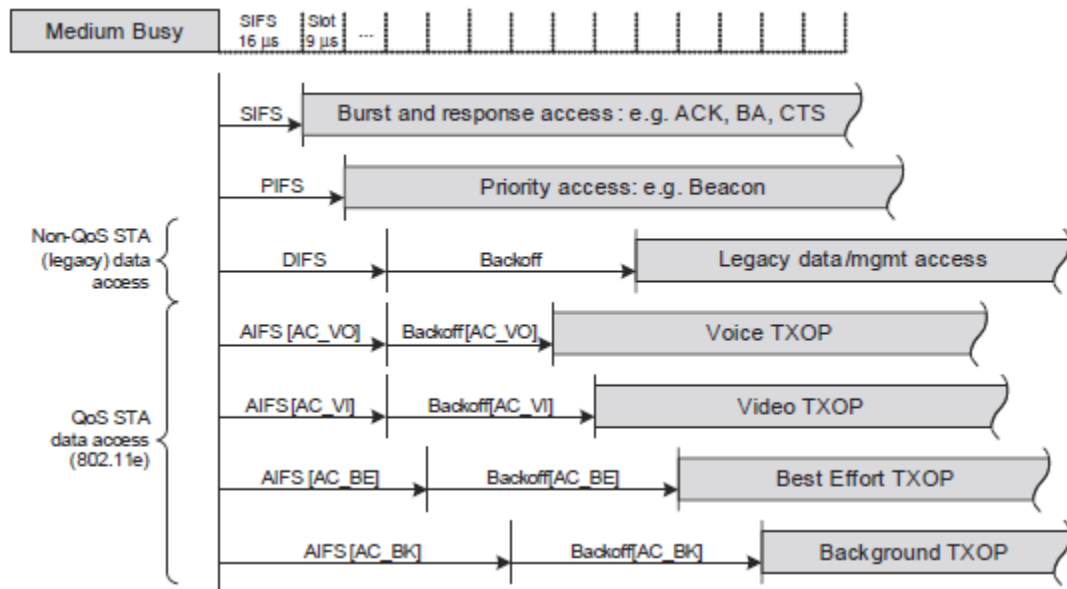 Medium Busy
SIFS
16 µs
Slot
9 µs
...
SIFS
Burst and response access: e.g. ACK, BA, CTS
PIFS
Priority access: e.g. Beacon
Non-QoS STA
(legacy) data
access
DIFS
Backoff
Legacy data/mgmt access
AIFS [AC_VO]
Backoff[AC_VO]
Voice TXOP
QoS STA
data access
(802.11e)
AIFS[AC_VI]
Backoff[AC_VI]
Video TXOP
AIFS [AC_BE]
Backoff[AC_BE]
Best Effort TXOP
AIFS [AC_BK]
Backoff[AC_BK]
Background TXOP